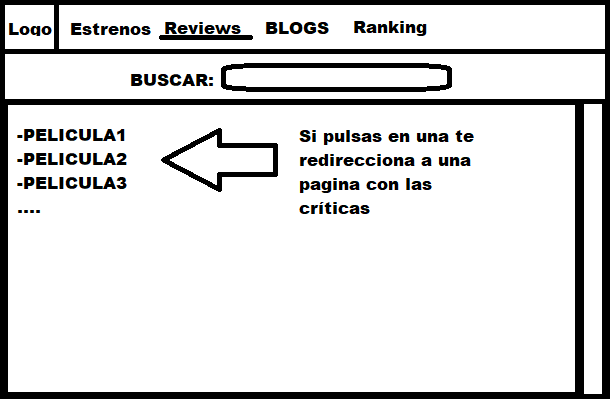 Logo Estrenos Reviews BLOGS Ranking
BUSCAR:
-PELICULA1
-PELICULA2
-PELICULA3
....
Si pulsas en una te
redirecciona a una
pagina con las
críticas